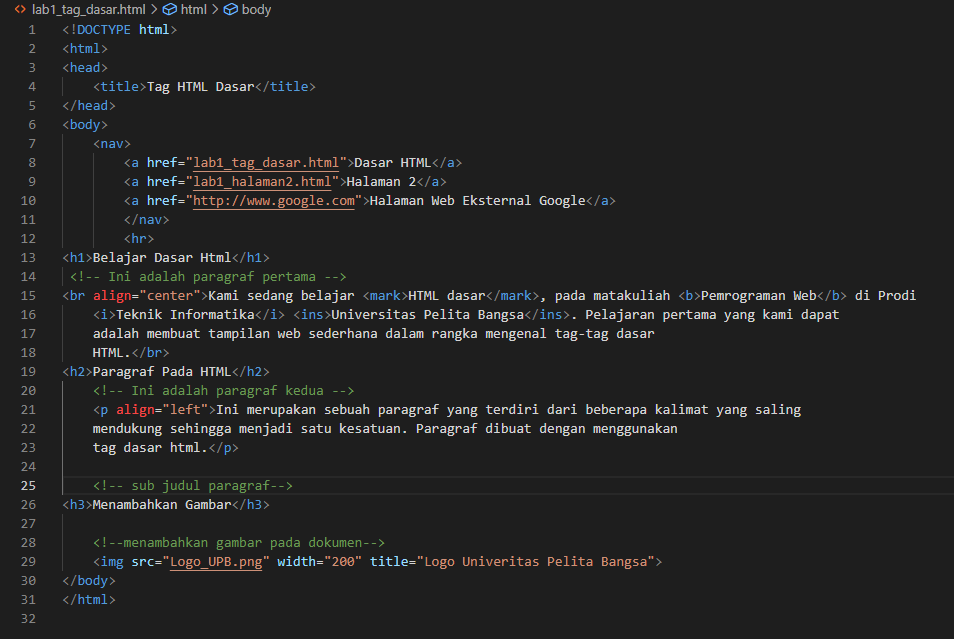 lab1_tag_dasar.html > html > body
1 <!DOCTYPE html>
2 <html>
3 <head>
4     <title>Tag HTML Dasar</title>
5 </head>
6 <body>
7     <nav>
8         <a href="lab1_tag_dasar.html">Dasar HTML</a>
9         <a href="lab1_halaman2.html">Halaman 2</a>
10         <a href="http://www.google.com">Halaman Web Eksternal Google</a>
11         </nav>
12         <hr>
13 <h1>Belajar Dasar Html</h1>
14  <!-- Ini adalah paragraf pertama -->
15 <br align="center">Kami sedang belajar <mark>HTML dasar</mark>, pada matakuliah <b>Pemrograman Web</b> di Prodi
16     <i>Teknik Informatika</i> <ins>Universitas Pelita Bangsa</ins>. Pelajaran pertama yang kami dapat
17     adalah membuat tampilan web sederhana dalam rangka mengenal tag-tag dasar
18     HTML.</br>
19 <h2>Paragraf Pada HTML</h2>
20     <!-- Ini adalah paragraf kedua -->
21     <p align="left">Ini merupakan sebuah paragraf yang terdiri dari beberapa kalimat yang saling
22     mendukung sehingga menjadi satu kesatuan. Paragraf dibuat dengan menggunakan
23     tag dasar html.</p>
24
25     <!-- sub judul paragraf-->
26 <h3>Menambahkan Gambar</h3>
27
28     <!--menambahkan gambar pada dokumen-->
29     <img src="Logo_UPB.png" width="200" title="Logo Univeritas Pelita Bangsa">
30 </body>
31 </html>
32